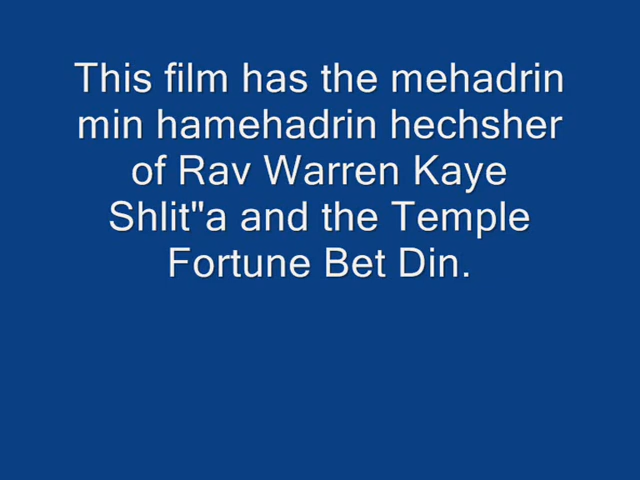 This film has the mehadrin
min hamehadrin hechsher
of Rav Warren Kaye
Shlit"a and the Temple
Fortune Bet Din.